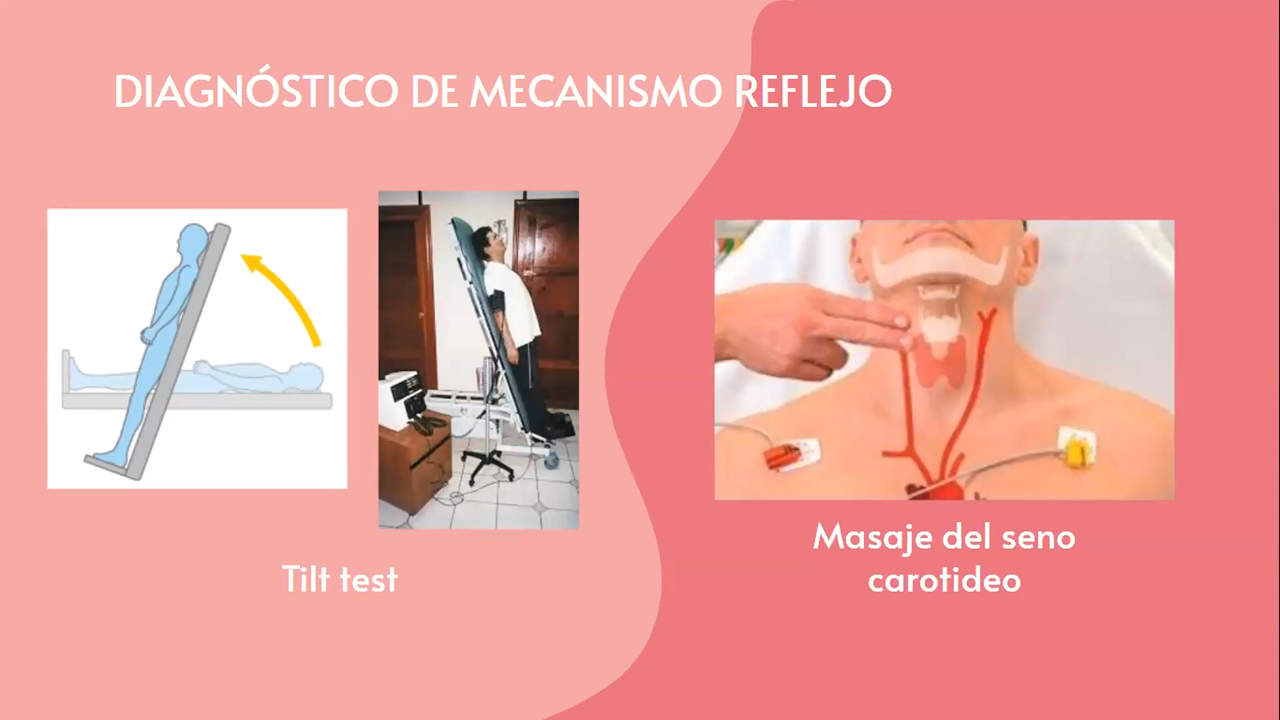 DIAGNÓSTICO DE MECANISMO REFLEJO
Tilt test
Masaje del seno
carotideo